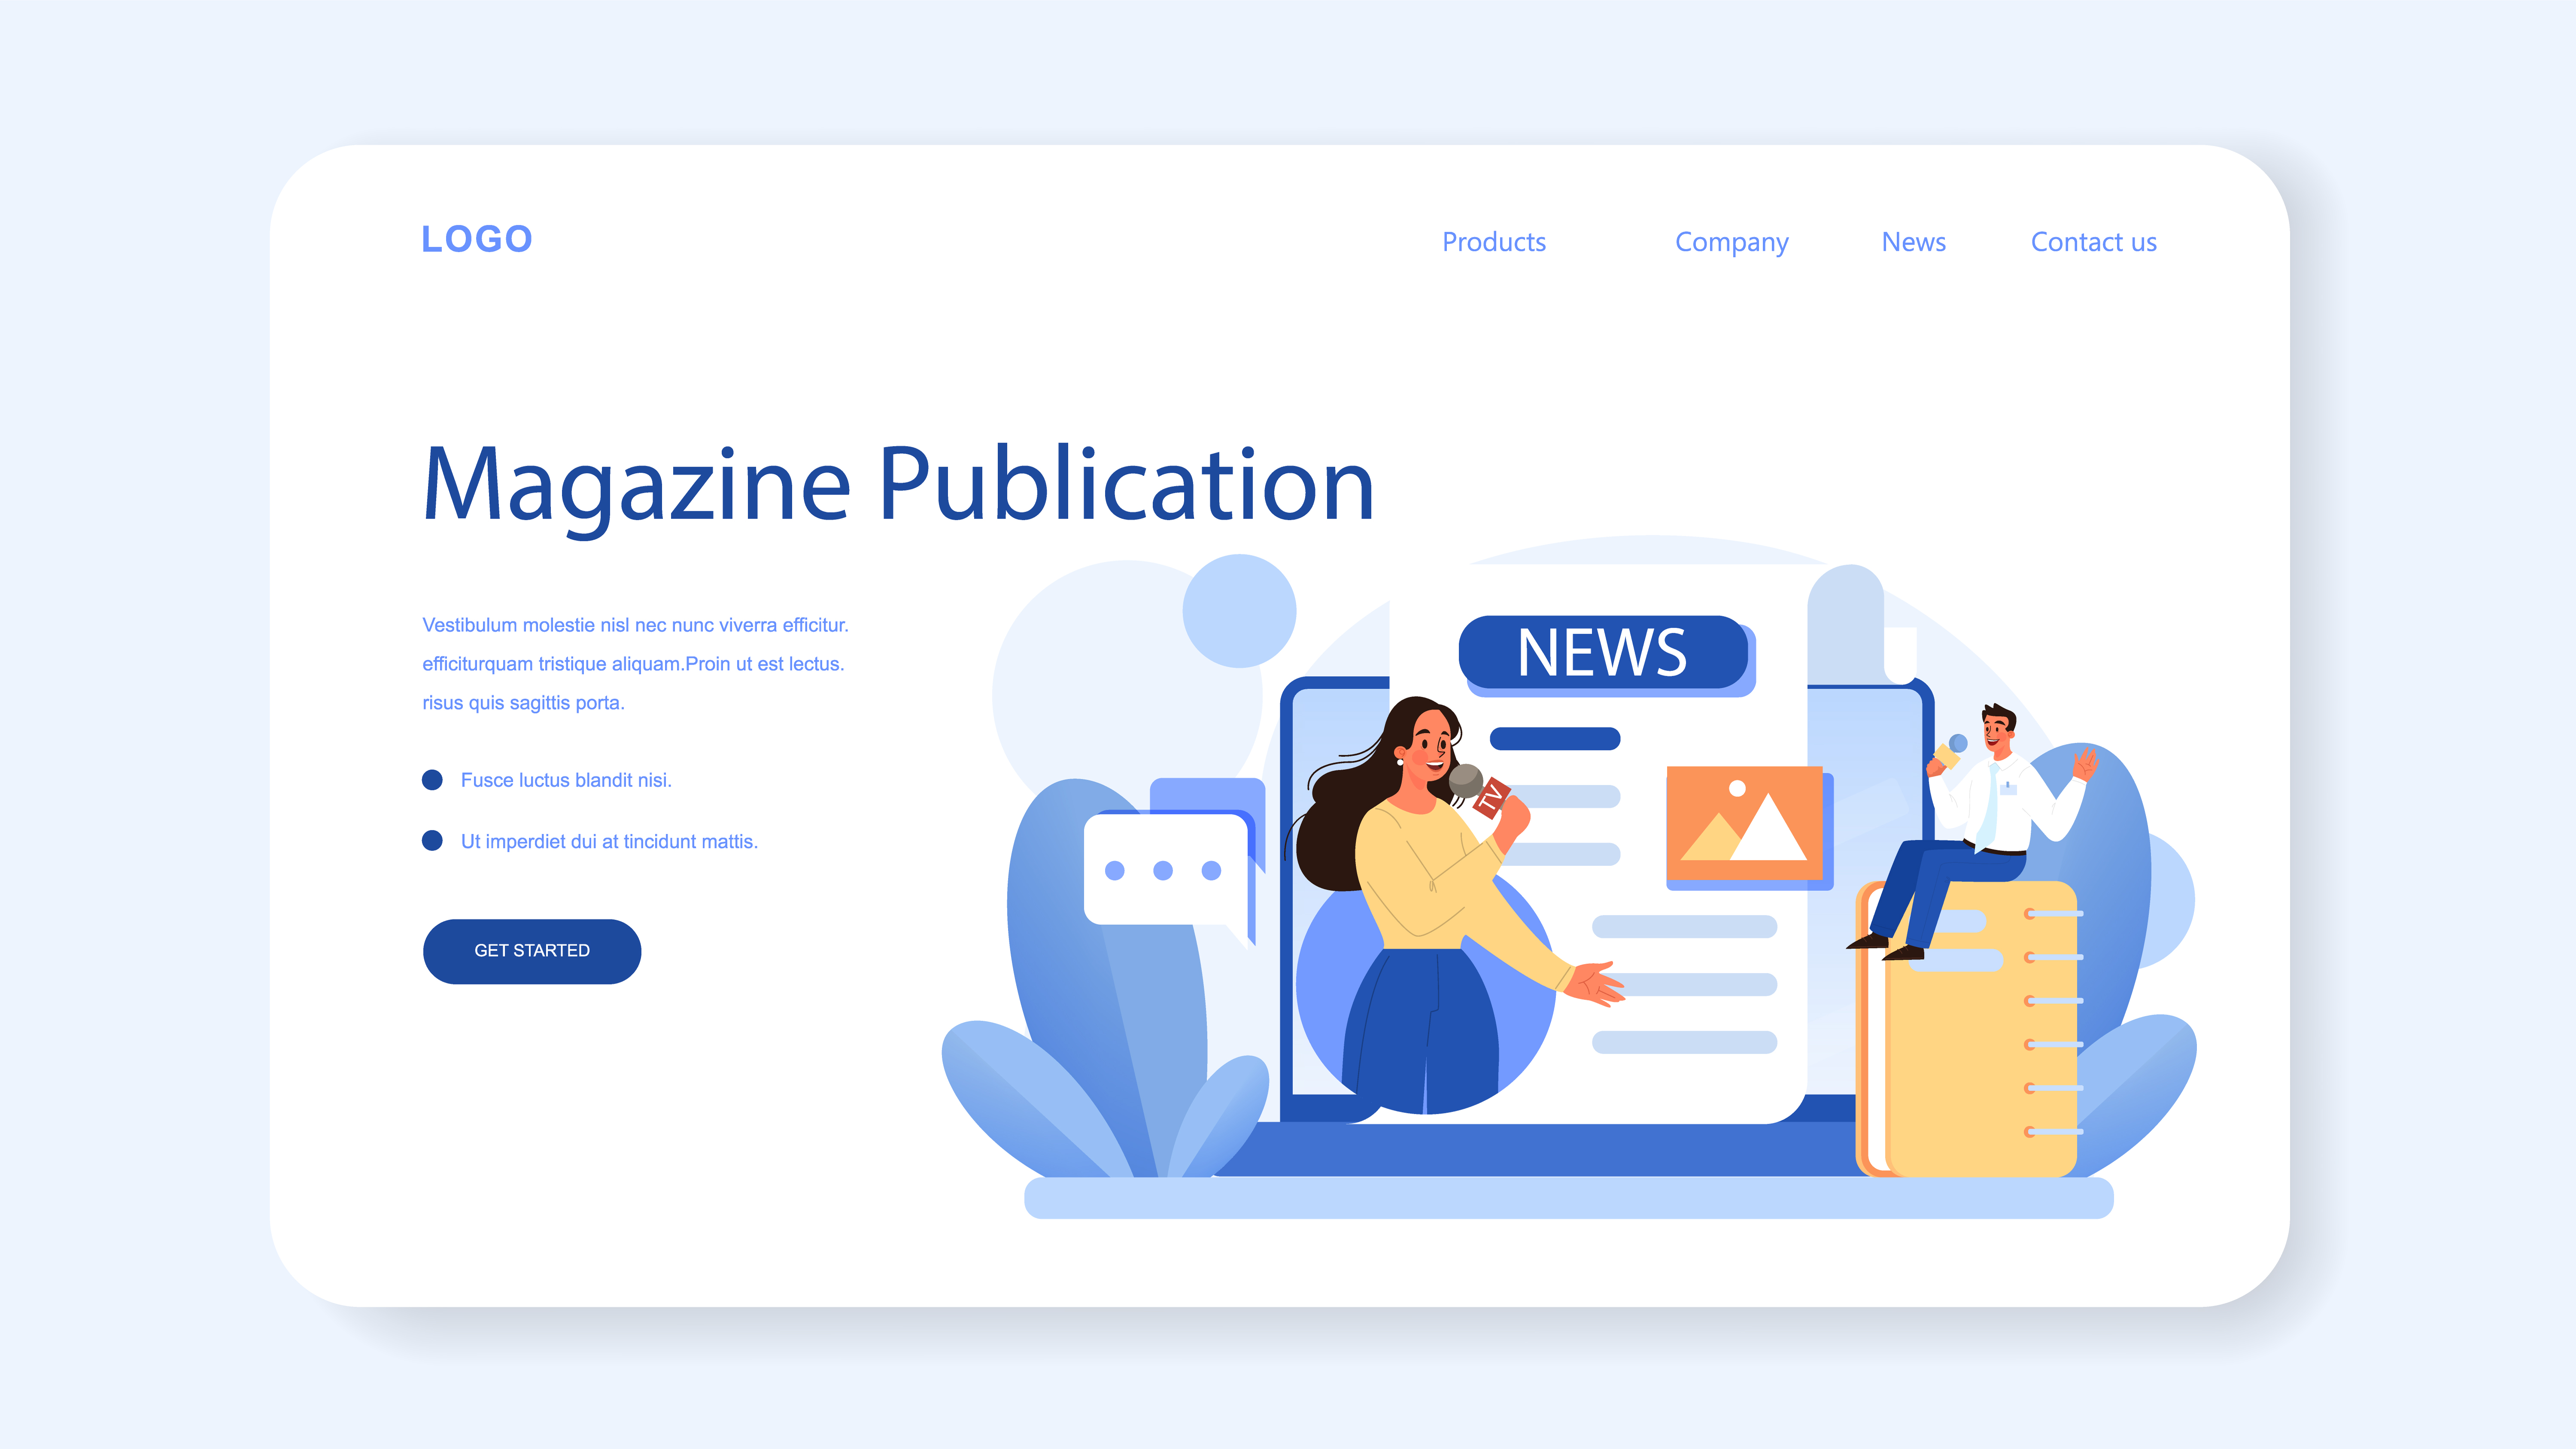 LOGO
Products
Company
News
Contact us
Magazine Publication
Vestibulum molestie nisl nec nunc viverra efficitur.
efficiturquam tristique aliquam.Proin ut est lectus.
risus quis sagittis porta.
Fusce luctus blandit nisi.
Ut imperdiet dui at tincidunt mattis.
GET STARTED
NEWS
TV